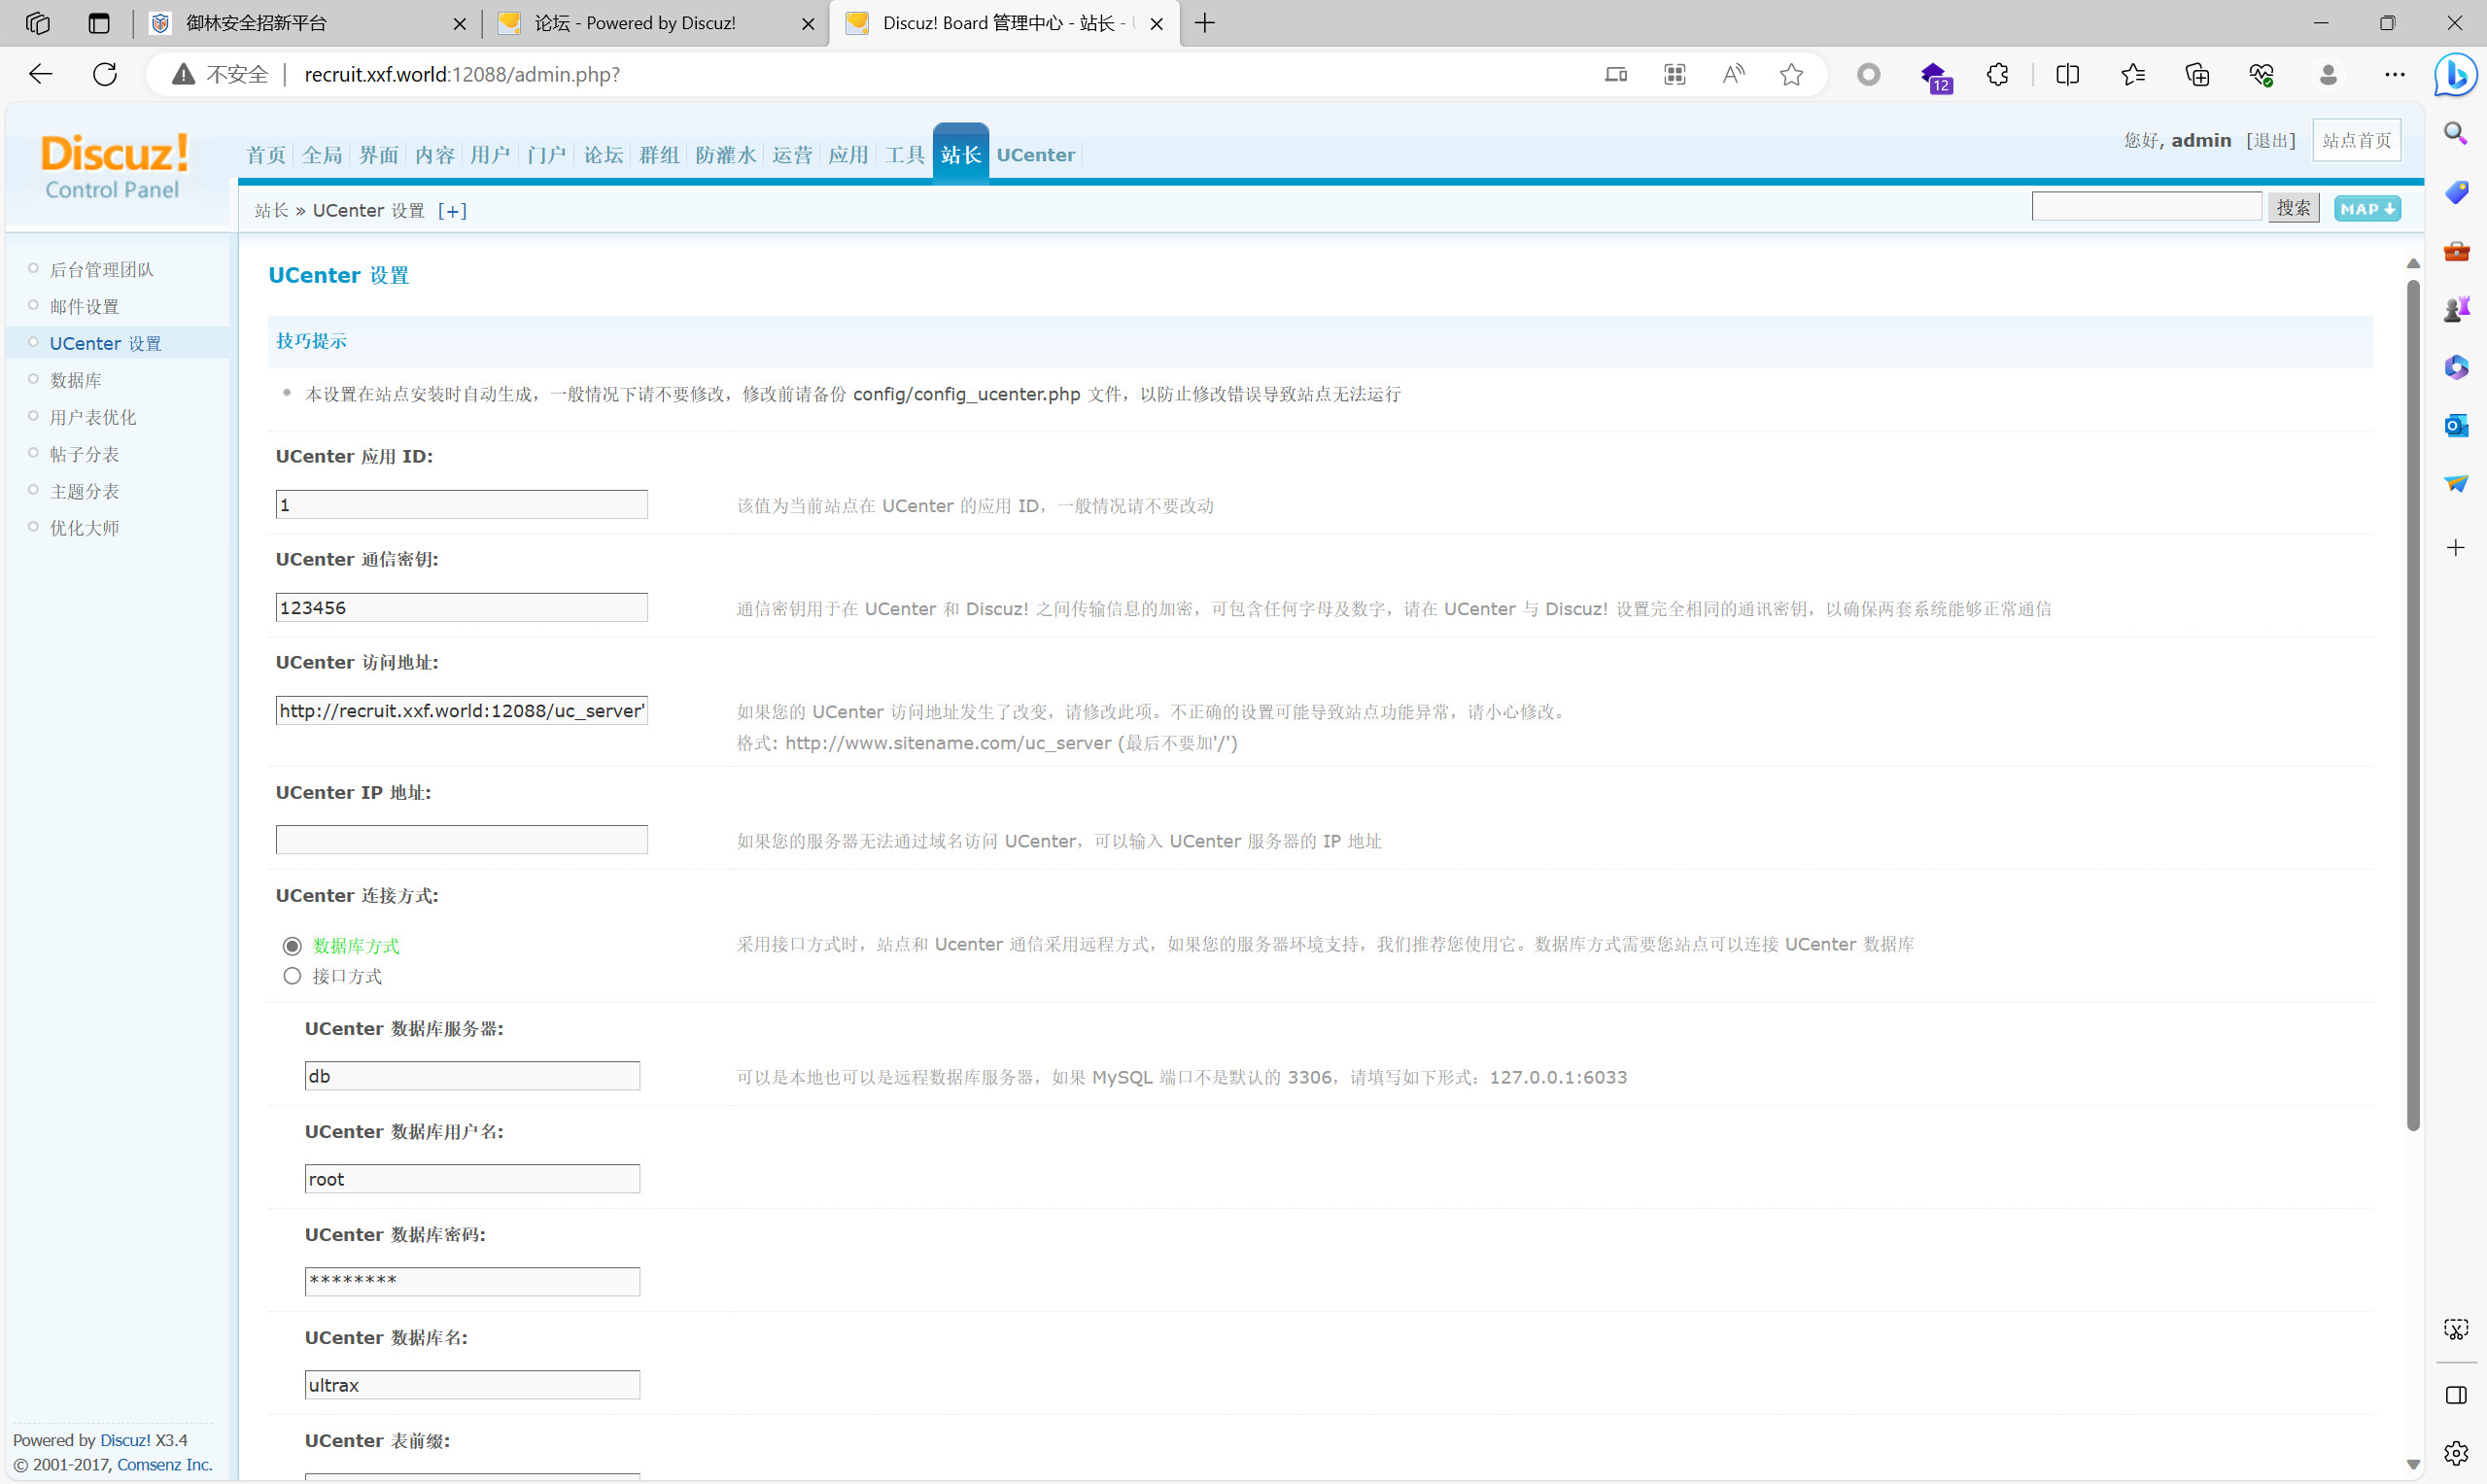 御林安全招新平台
论坛 - Powered by Discuz!
Discuz! Board 管理中心 - 站长 -
不安全
recruit.xxf.world:12088/admin.php?
12
Discuz!
Control Panel
首页 全局 界面 内容 用户 门户 论坛 群组 防灌水 运营 应用 工具 站长 UCenter
您好, admin [退出] 站点首页
站长 » UCenter 设置 [+]
搜索 MAP
后台管理团队
邮件设置
UCenter 设置
数据库
用户表优化
帖子分表
主题分表
优化大师
UCenter 设置
技巧提示
本设置在站点安装时自动生成，一般情况下请不要修改，修改前请备份 config/config_ucenter.php 文件，以防止修改错误导致站点无法运行
UCenter 应用 ID:
1
该值为当前站点在 UCenter 的应用 ID，一般情况请不要改动
UCenter 通信密钥:
123456
通信密钥用于在 UCenter 和 Discuz! 之间传输信息的加密，可包含任何字母及数字，请在 UCenter 与 Discuz! 设置完全相同的通讯密钥，以确保两套系统能够正常通信
UCenter 访问地址:
http://recruit.xxf.world:12088/uc_server'
如果您的 UCenter 访问地址发生了改变，请修改此项。不正确的设置可能导致站点功能异常，请小心修改。
格式: http://www.sitename.com/uc_server (最后不要加'/')
UCenter IP 地址:
如果您的服务器无法通过域名访问 UCenter，可以输入 UCenter 服务器的 IP 地址
UCenter 连接方式:
数据库方式
接口方式
采用接口方式时，站点和 Ucenter 通信采用远程方式，如果您的服务器环境支持，我们推荐您使用它。数据库方式需要您站点可以连接 UCenter 数据库
UCenter 数据库服务器:
db
可以是本地也可以是远程数据库服务器，如果 MySQL 端口不是默认的 3306，请填写如下形式：127.0.0.1:6033
UCenter 数据库用户名:
root
UCenter 数据库密码:
********
UCenter 数据库名:
ultrax
UCenter 表前缀:
Powered by Discuz! X3.4
© 2001-2017, Comsenz Inc.